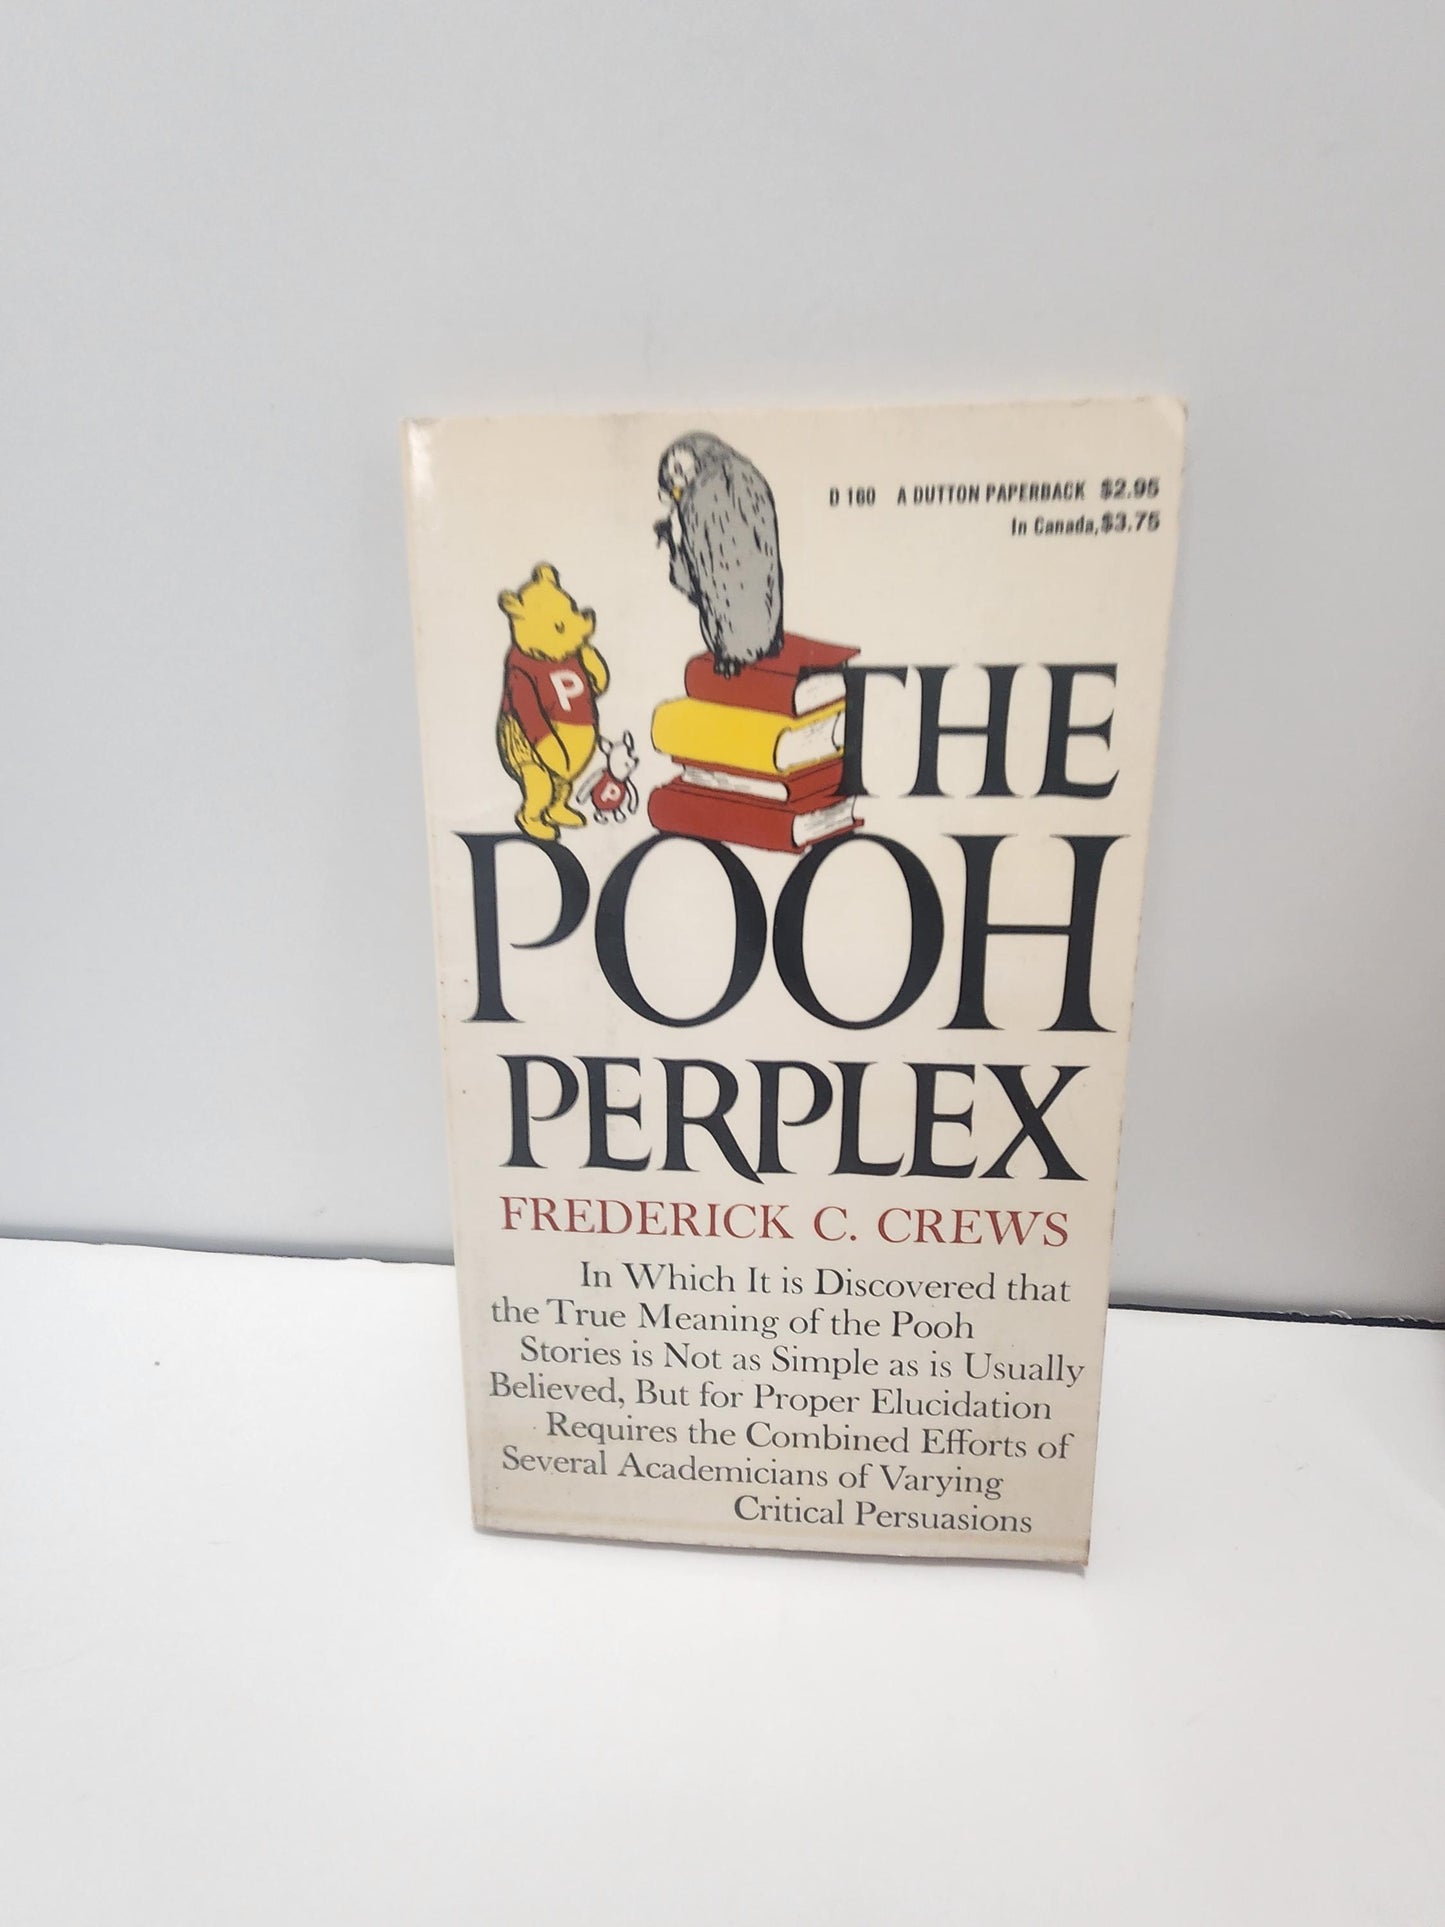 D 160 A DUTTON PAPERBACK $2.95
In Canada, $3.75
P
P
THE
POOH
PERPLEX
FREDERICK C. CREWS
In Which It is Discovered that
the True Meaning of the Pooh
Stories is Not as Simple as is Usually
Believed, But for Proper Elucidation
Requires the Combined Efforts of
Several Academicians of Varying
Critical Persuasions